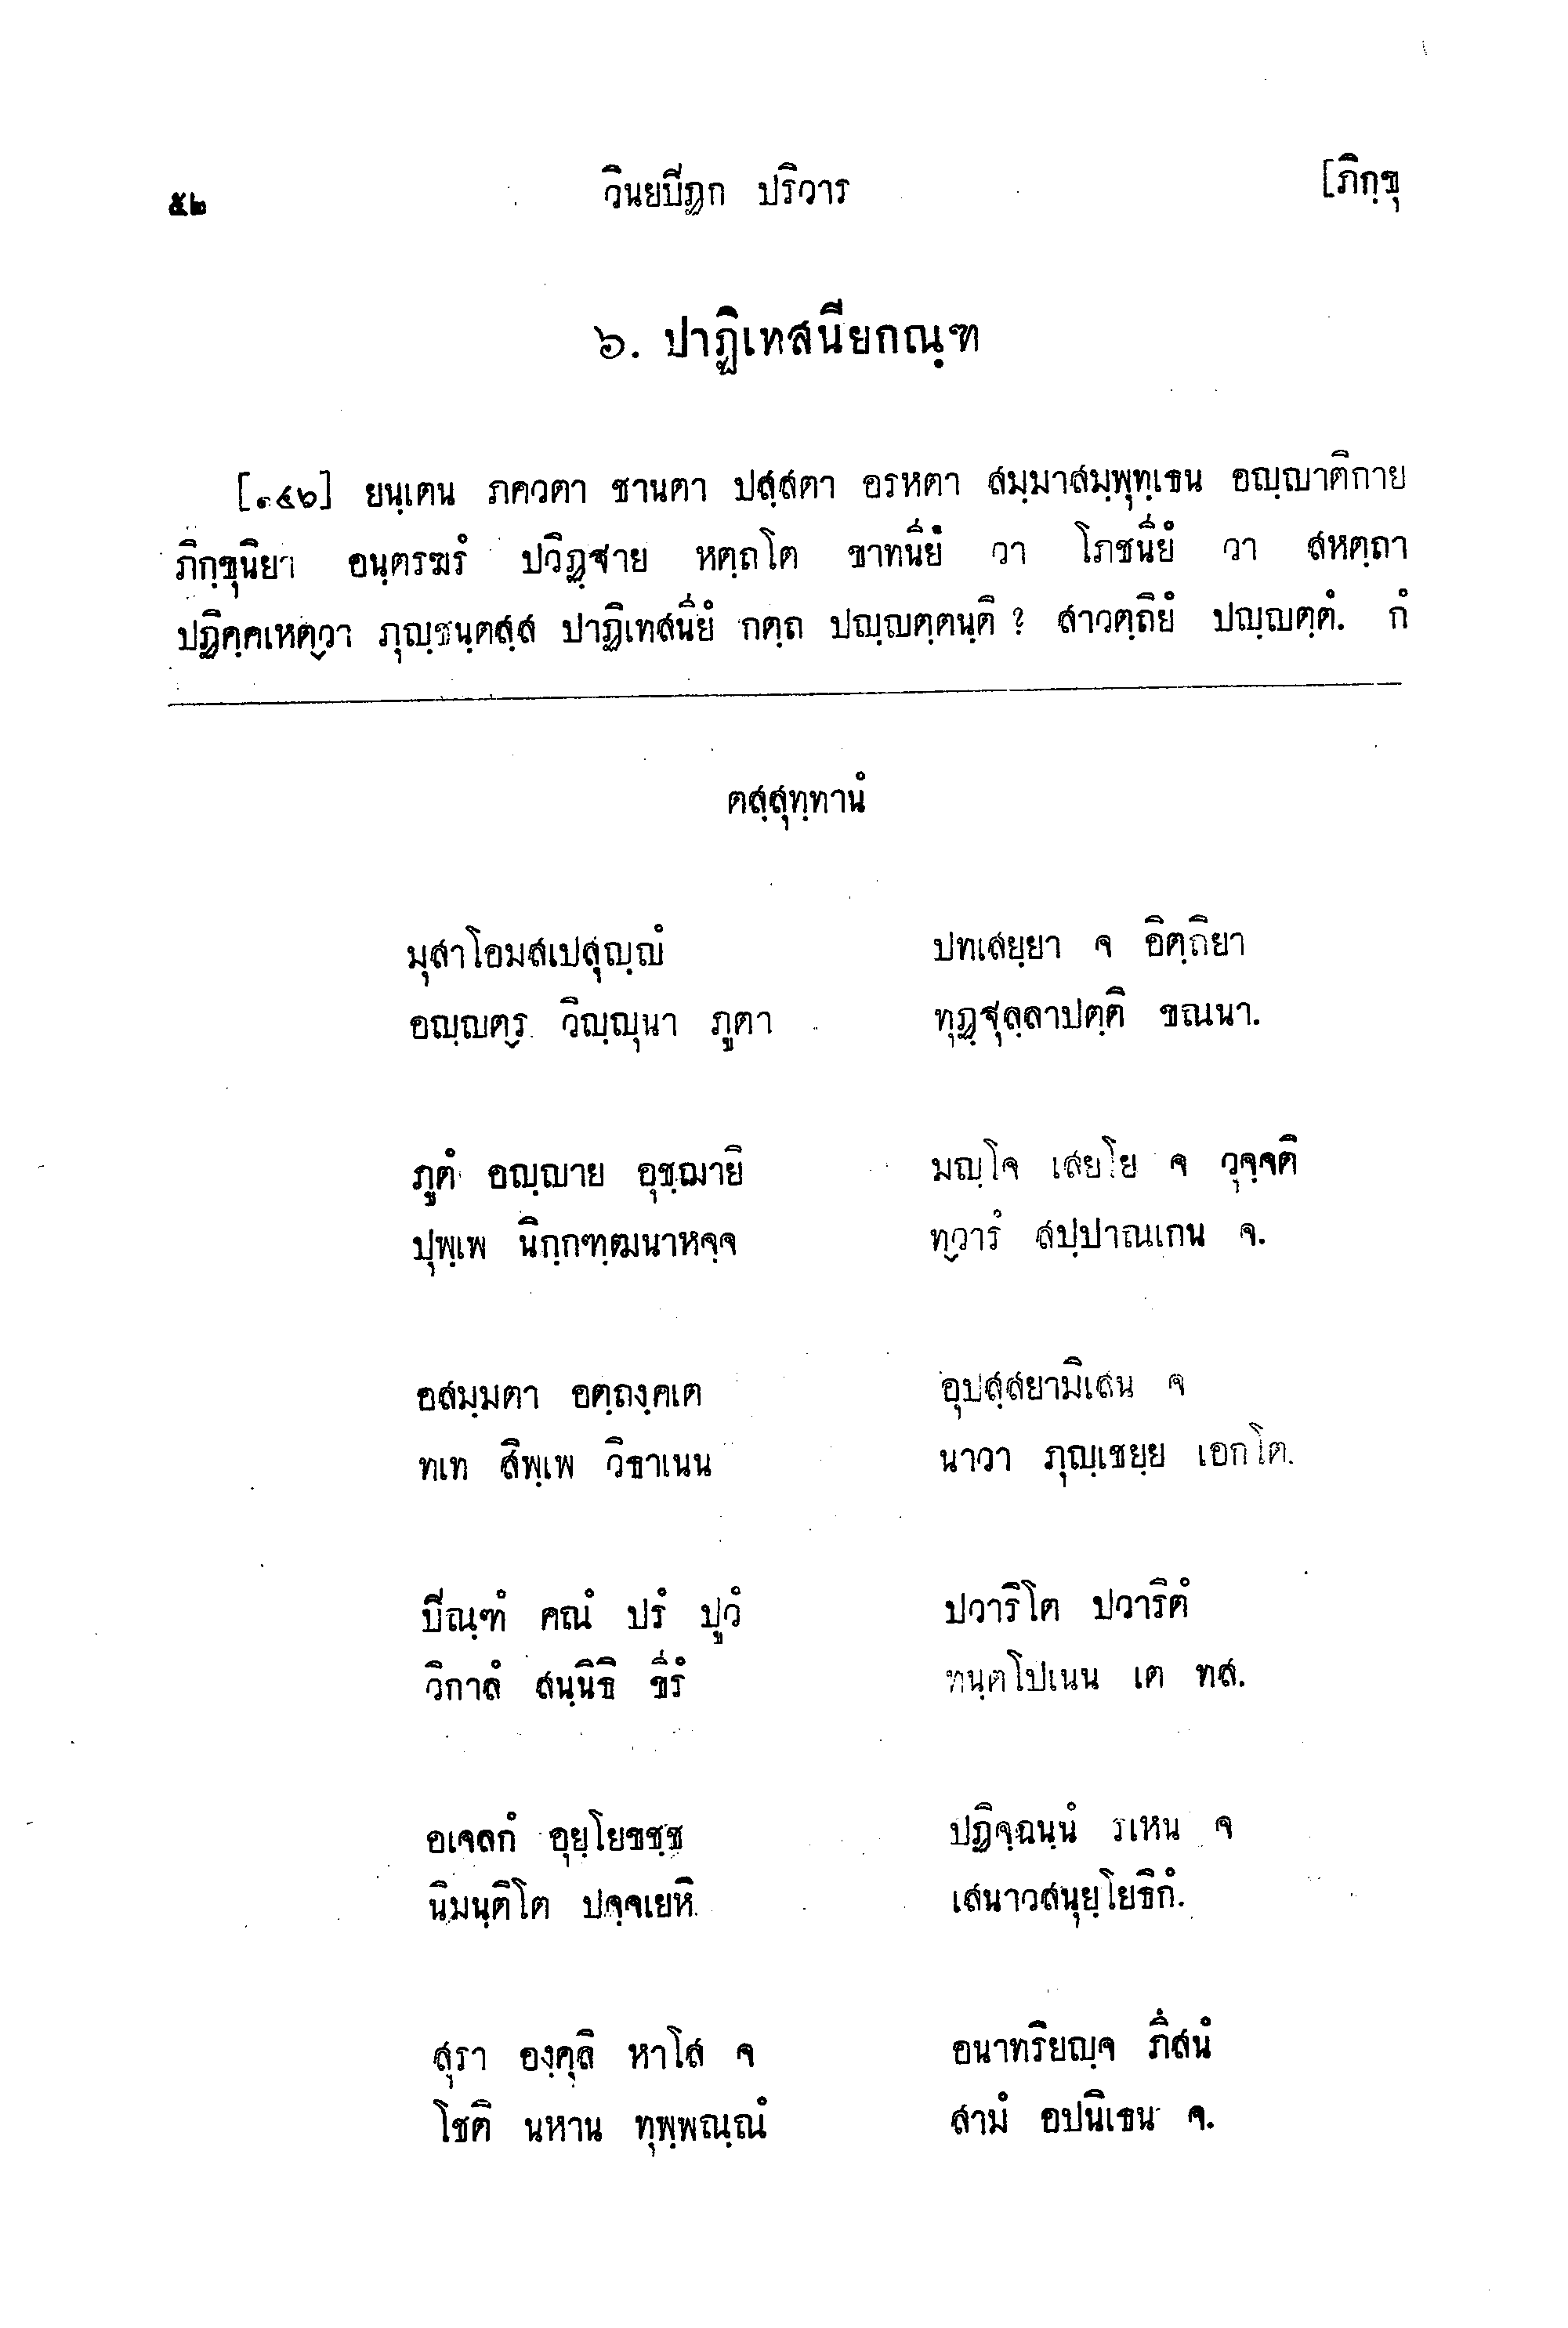 ๕๒ วินยปิฏก ปริวาร [ภิกฺขุ
๖. ปาฏิเทสนียกณฺฑ
[๑๔๖] ยนฺเตน ภควตา ชานตา ปสฺสตา อรหตา สมฺมาสมฺพุทฺเธน อญฺญาติกาย
ภิกฺขุนิยา อนฺตรฆรํ ปวิฏฺฐาย หตฺถโต ขาทนียํ วา โภชนียํ วา สหตฺถา
ปฏิคฺคเหตฺวา ภุญฺชนฺตสฺส ปาฏิเทสนียํ กตฺถ ปญฺญตฺตนฺติ ? สาวตฺถิยํ ปญฺญตฺตํ. กํ
ตสฺสุทฺทานํ
มุสาโอมสเปสุญฺญํ ปทเสยฺยา จ อิตฺถิยา
อญฺญตฺร วิญฺญุนา ภูตา ทุฏฺฐุลฺลาปตฺติ ขณนา.
ภูตํ อญฺญาย อุชฺฌายิ มญฺโจ เสยฺโย จ วุจฺจติ
ปุพฺเพ นิกฺกฑฺฒนาหจฺจ ทฺวารํ สปฺปาณเกน จ.
อสมฺมตา อตฺถงฺคเต อุปสฺสยามิเสน จ
ทเท สิพฺเพ วิธาเนน นาวา ภุญฺเชยฺย เอกโต.
ปิณฺฑํ คณํ ปรํ ปูวํ ปวาริโต ปวาริตํ
วิกาลํ สนฺนิธิ ขีรํ ทนฺตโปเนน เต ทส.
อเจลกํ อุยฺโยขชฺช ปฏิจฺฉนฺนํ รเหน จ
นิมนฺติโต ปจฺจเยหิ เสนาวสนุยฺโยธิกํ.
สุรา องฺคุลิ หาโส จ อนาทริยญฺจ ภึสนํ
โชติ นหาน ทุพฺพณฺณํ สามํ อปนิเธน จ.